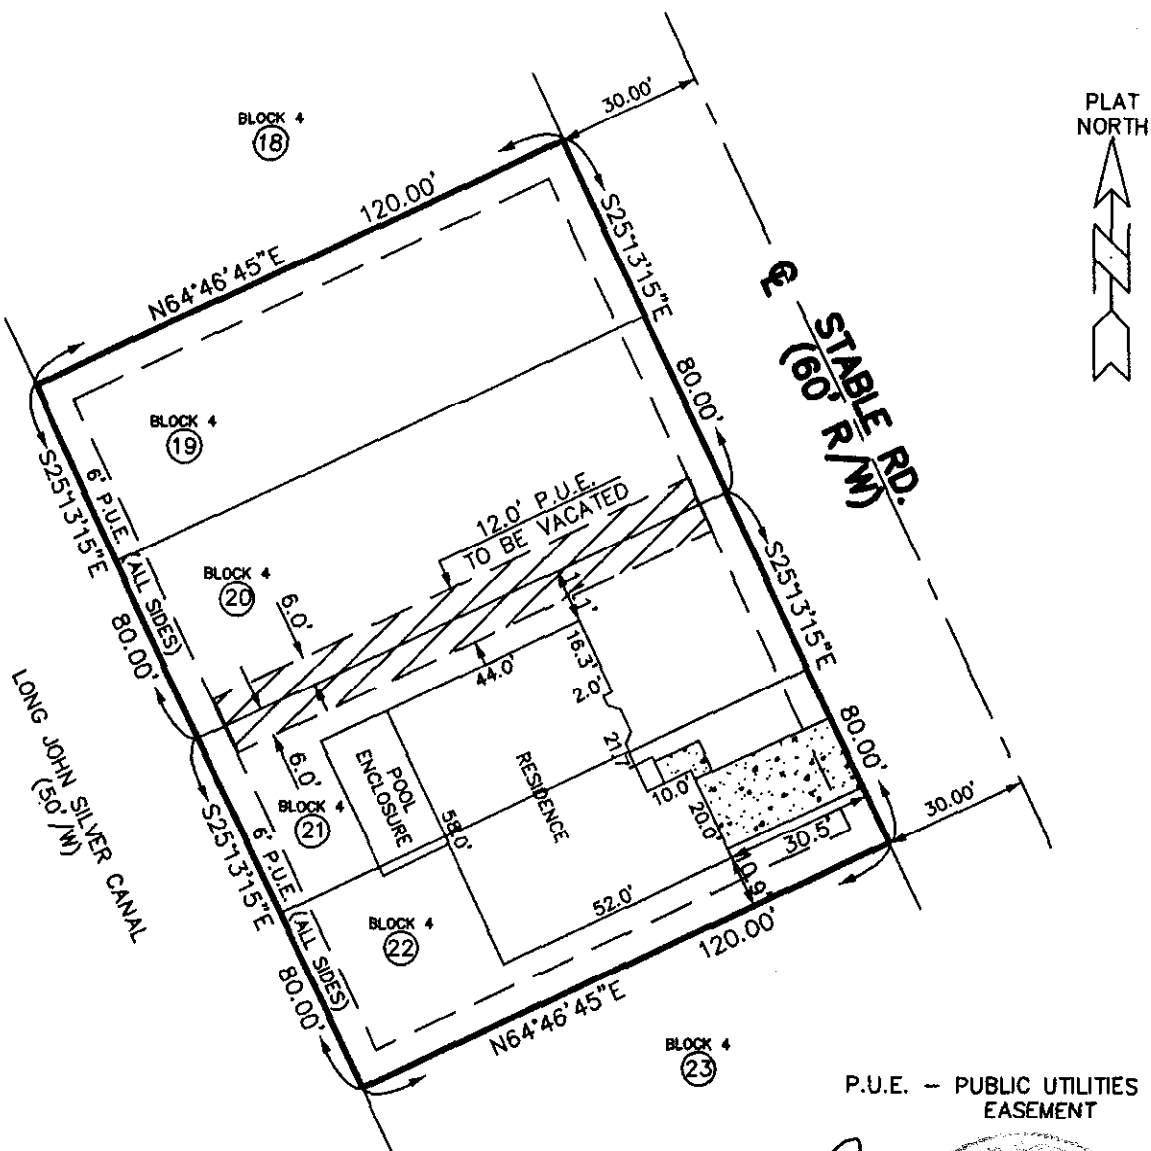 30.00'
PLAT
NORTH
BLOCK 4
18
120.00'
N64°46'45"E
S25°13'15"E
℄ STABLE RD.
(60' R/W)
80.00'
BLOCK 4
19
S25°13'15"E
6' P.U.E. (ALL SIDES)
12.0' P.U.E.
TO BE VACATED
BLOCK 4
20
6.0'
80.00'
11.1'
S25°13'15"E
16.3'
44.0'
2.0'
LONG JOHN SILVER CANAL
(50'/W)
6.0'
21.7'
80.00'
POOL
ENCLOSURE
RESIDENCE
BLOCK 4
21
10.0'
30.00'
58.0'
20.0'
S25°13'15"E
6' P.U.E. (ALL SIDES)
30.5'
10.9'
52.0'
BLOCK 4
22
120.00'
80.00'
N64°46'45"E
BLOCK 4
23
P.U.E. - PUBLIC UTILITIES
EASEMENT